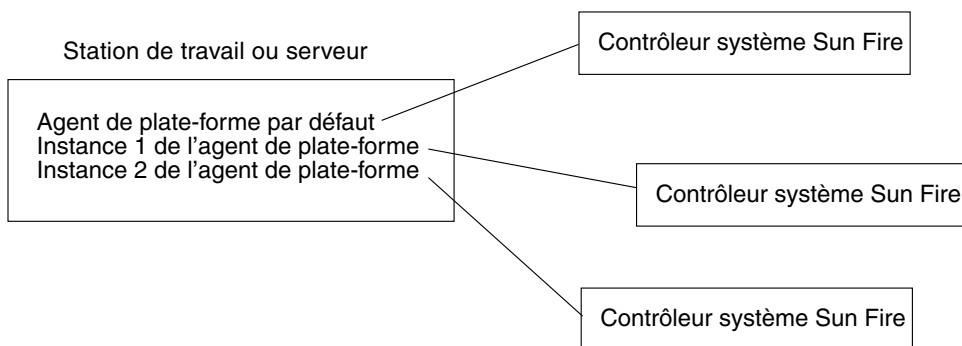 Station de travail ou serveur
Contrôleur système Sun Fire
Agent de plate-forme par défaut
Instance 1 de l'agent de plate-forme
Instance 2 de l'agent de plate-forme
Contrôleur système Sun Fire
Contrôleur système Sun Fire